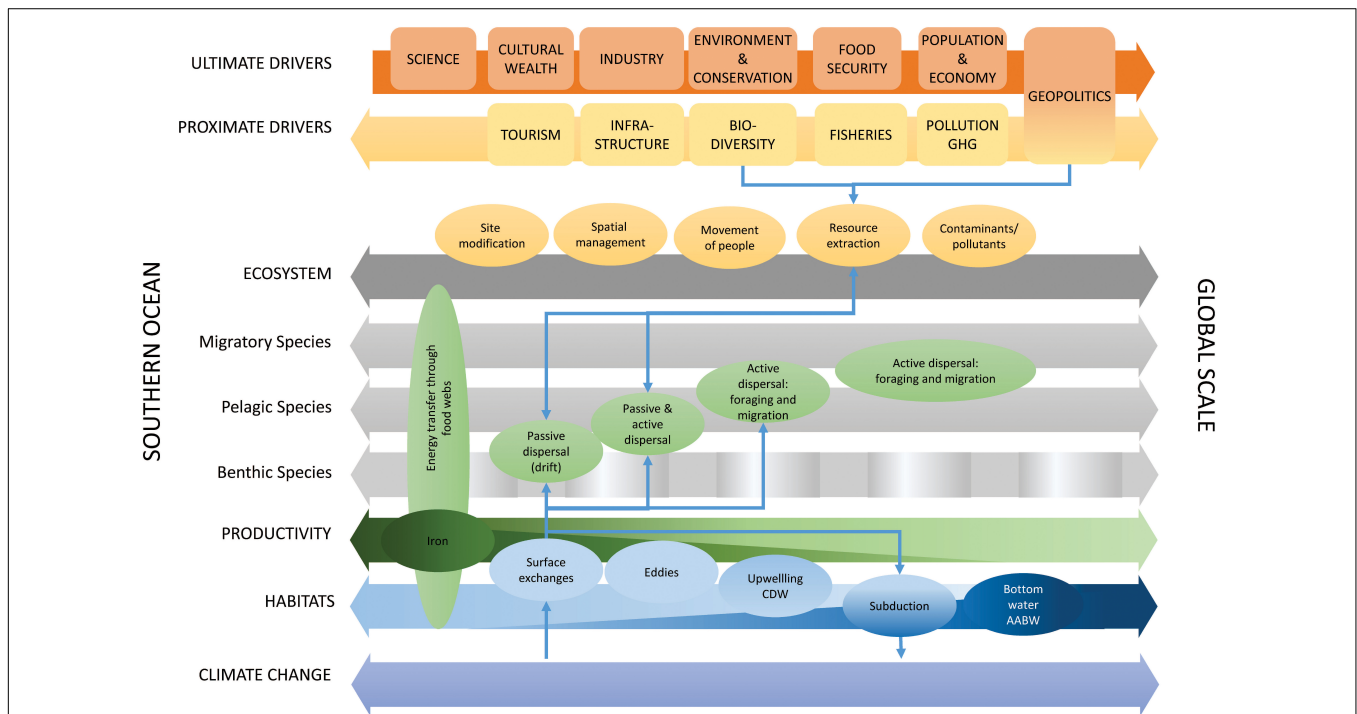 ULTIMATE DRIVERS
SCIENCE
CULTURAL
WEALTH
INDUSTRY
ENVIRONMENT
&
CONSERVATION
FOOD
SECURITY
POPULATION
&
ECONOMY
GEOPOLITICS
PROXIMATE DRIVERS
TOURISM
INFRA-
STRUCTURE
BIO-
DIVERSITY
FISHERIES
POLLUTION
GHG
Site
modification
Spatial
management
Movement
of people
Resource
extraction
Contaminants/
pollutants
ECOSYSTEM
SOUTHERN OCEAN
GLOBAL SCALE
Migratory Species
Energy transfer through
food webs
Active
dispersal:
foraging and
migration
Active dispersal:
foraging and migration
Pelagic Species
Passive & 
active
dispersal
Passive
dispersal
(drift)
Benthic Species
PRODUCTIVITY
Iron
Surface
exchanges
Eddies
Upwellling
CDW
HABITATS
Subduction
Bottom
water
AABW
CLIMATE CHANGE